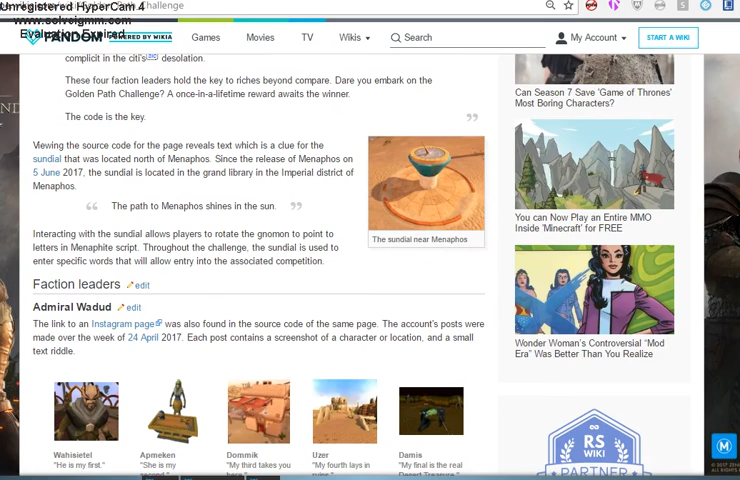 Unregistered HyperCam 4
Challenge
www.solveigmm.com
Evaluation Expired
FANDOM
POWERED BY WIKIA
Games
Movies
TV
Wikis
Search
My Account
START A WIKI
complicit in the citi's desolation.
These four faction leaders hold the key to riches beyond compare. Dare you embark on the
Golden Path Challenge? A once-in-a-lifetime reward awaits the winner.
The code is the key.
Viewing the source code for the page reveals text which is a clue for the
sundial that was located north of Menaphos. Since the release of Menaphos on
5 June 2017, the sundial is located in the grand library in the Imperial district of
Menaphos.
The path to Menaphos shines in the sun.
The sundial near Menaphos
Interacting with the sundial allows players to rotate the gnomon to point to
letters in Menaphite script. Throughout the challenge, the sundial is used to
enter specific words that will allow entry into the associated competition.
Faction leaders edit
Admiral Wadud edit
The link to an Instagram page was also found in the source code of the same page. The account's posts were
made over the week of 24 April 2017. Each post contains a screenshot of a character or location, and a small
text riddle.
Wahisietel
"He is my first."
Apmeken
"She is my
second."
Dommik
"My third takes you
here."
Uzer
"My fourth lays in
ruins."
Damis
"My final is the real
Desert Treasure."
Can Season 7 Save 'Game of Thrones'
Most Boring Characters?
You can Now Play an Entire MMO
Inside 'Minecraft' for FREE
Wonder Woman's Controversial "Mod
Era" Was Better Than You Realize
RS
WIKI
PARTNER